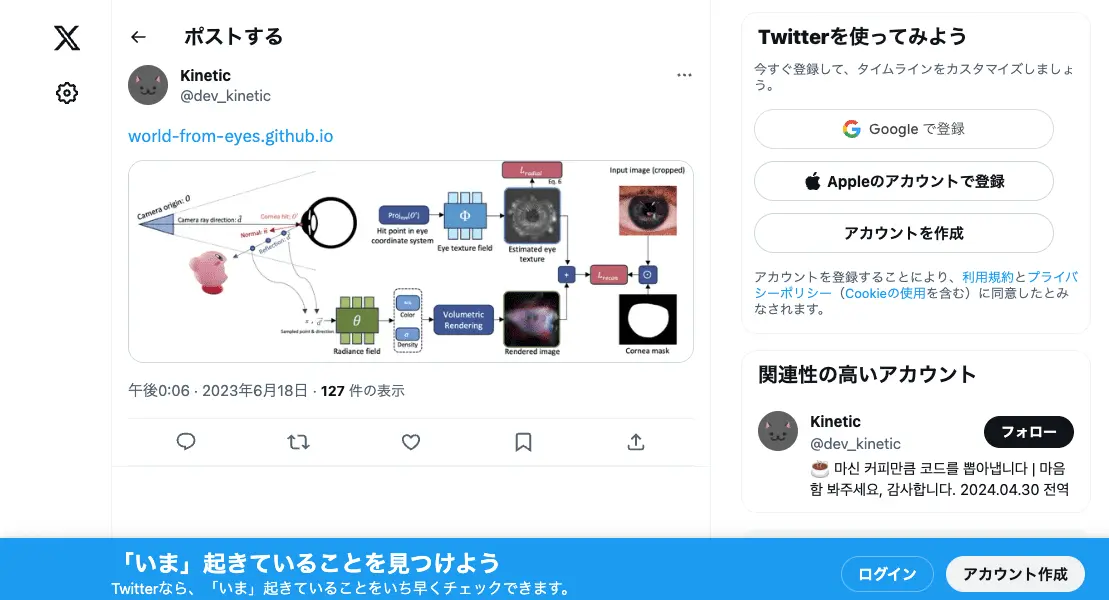 ポストする
Kinetic
@dev_kinetic
world-from-eyes.github.io
Camera origin: O
Camera ray direction: d
Cornea hit: O'
Normal: n
Reflection: d'
Hit point in eye
coordinate system
Φ
Eye texture field
L radial
Eq. 6
Estimated eye
texture
Input image (cropped)
+
L recon
Cornea mask
Sampled point & direction
θ
Radiance field
Color
σ
Density
Volumetric
Rendering
Rendered image
午後0:06 · 2023年6月18日 · 127 件の表示
Twitterを使ってみよう
今すぐ登録して、タイムラインをカスタマイズしましょ
う。
Google で登録
Appleのアカウントで登録
アカウントを作成
アカウントを登録することにより、利用規約とプライバ
シーポリシー（Cookieの使用を含む）に同意したとみ
なされます。
関連性の高いアカウント
Kinetic
@dev_kinetic
フォロー
☕ 마신 커피만큼 코드를 뽑아냅니다 | 마음
함 봐주세요, 감사합니다. 2024.04.30 전역
「いま」起きていることを見つけよう
Twitterなら、「いま」起きていることをいち早くチェックできます。
ログイン
アカウント作成